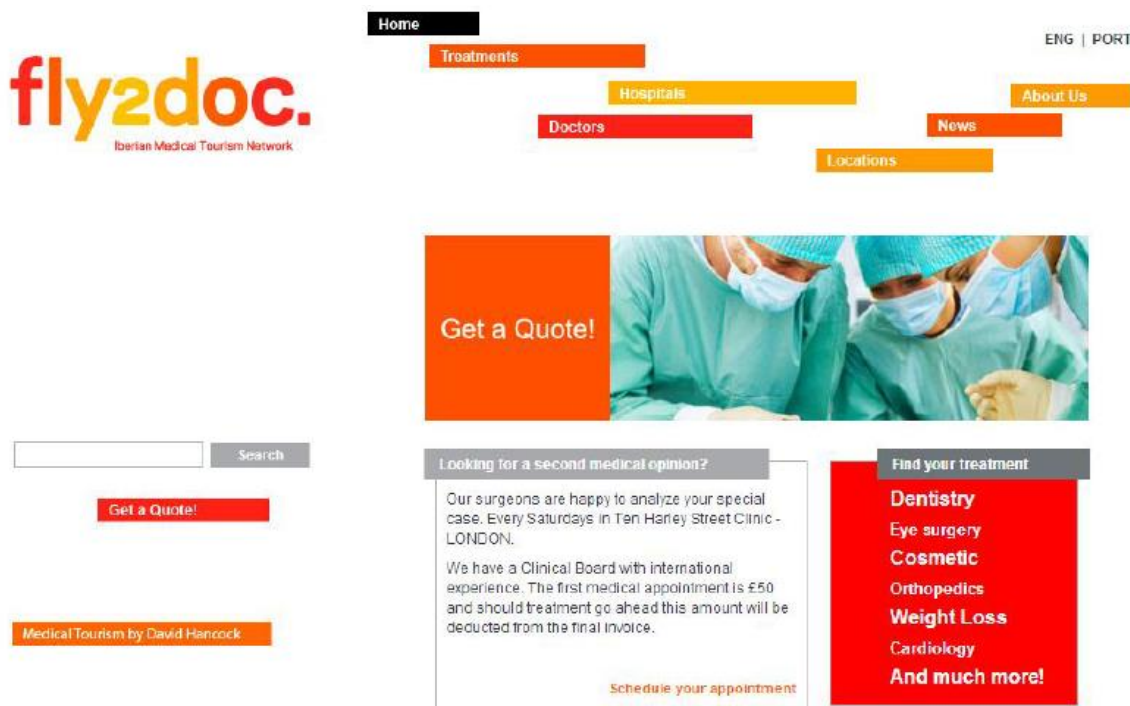 Home
ENG | PORT
Treatments
Hospitals
About Us
Doctors
News
Locations
fly2doc.
Iberian Medical Tourism Network
Get a Quote!
Search
Get a Quote!
Medical Tourism by David Hancock
Looking for a second medical opinion?
Our surgeons are happy to analyze your special
case. Every Saturdays in Ten Harley Street Clinic -
LONDON.
We have a Clinical Board with international
experience. The first medical appointment is £50
and should treatment go ahead this amount will be
deducted from the final invoice.
Schedule your appointment
Find your treatment
Dentistry
Eye surgery
Cosmetic
Orthopedics
Weight Loss
Cardiology
And much more!